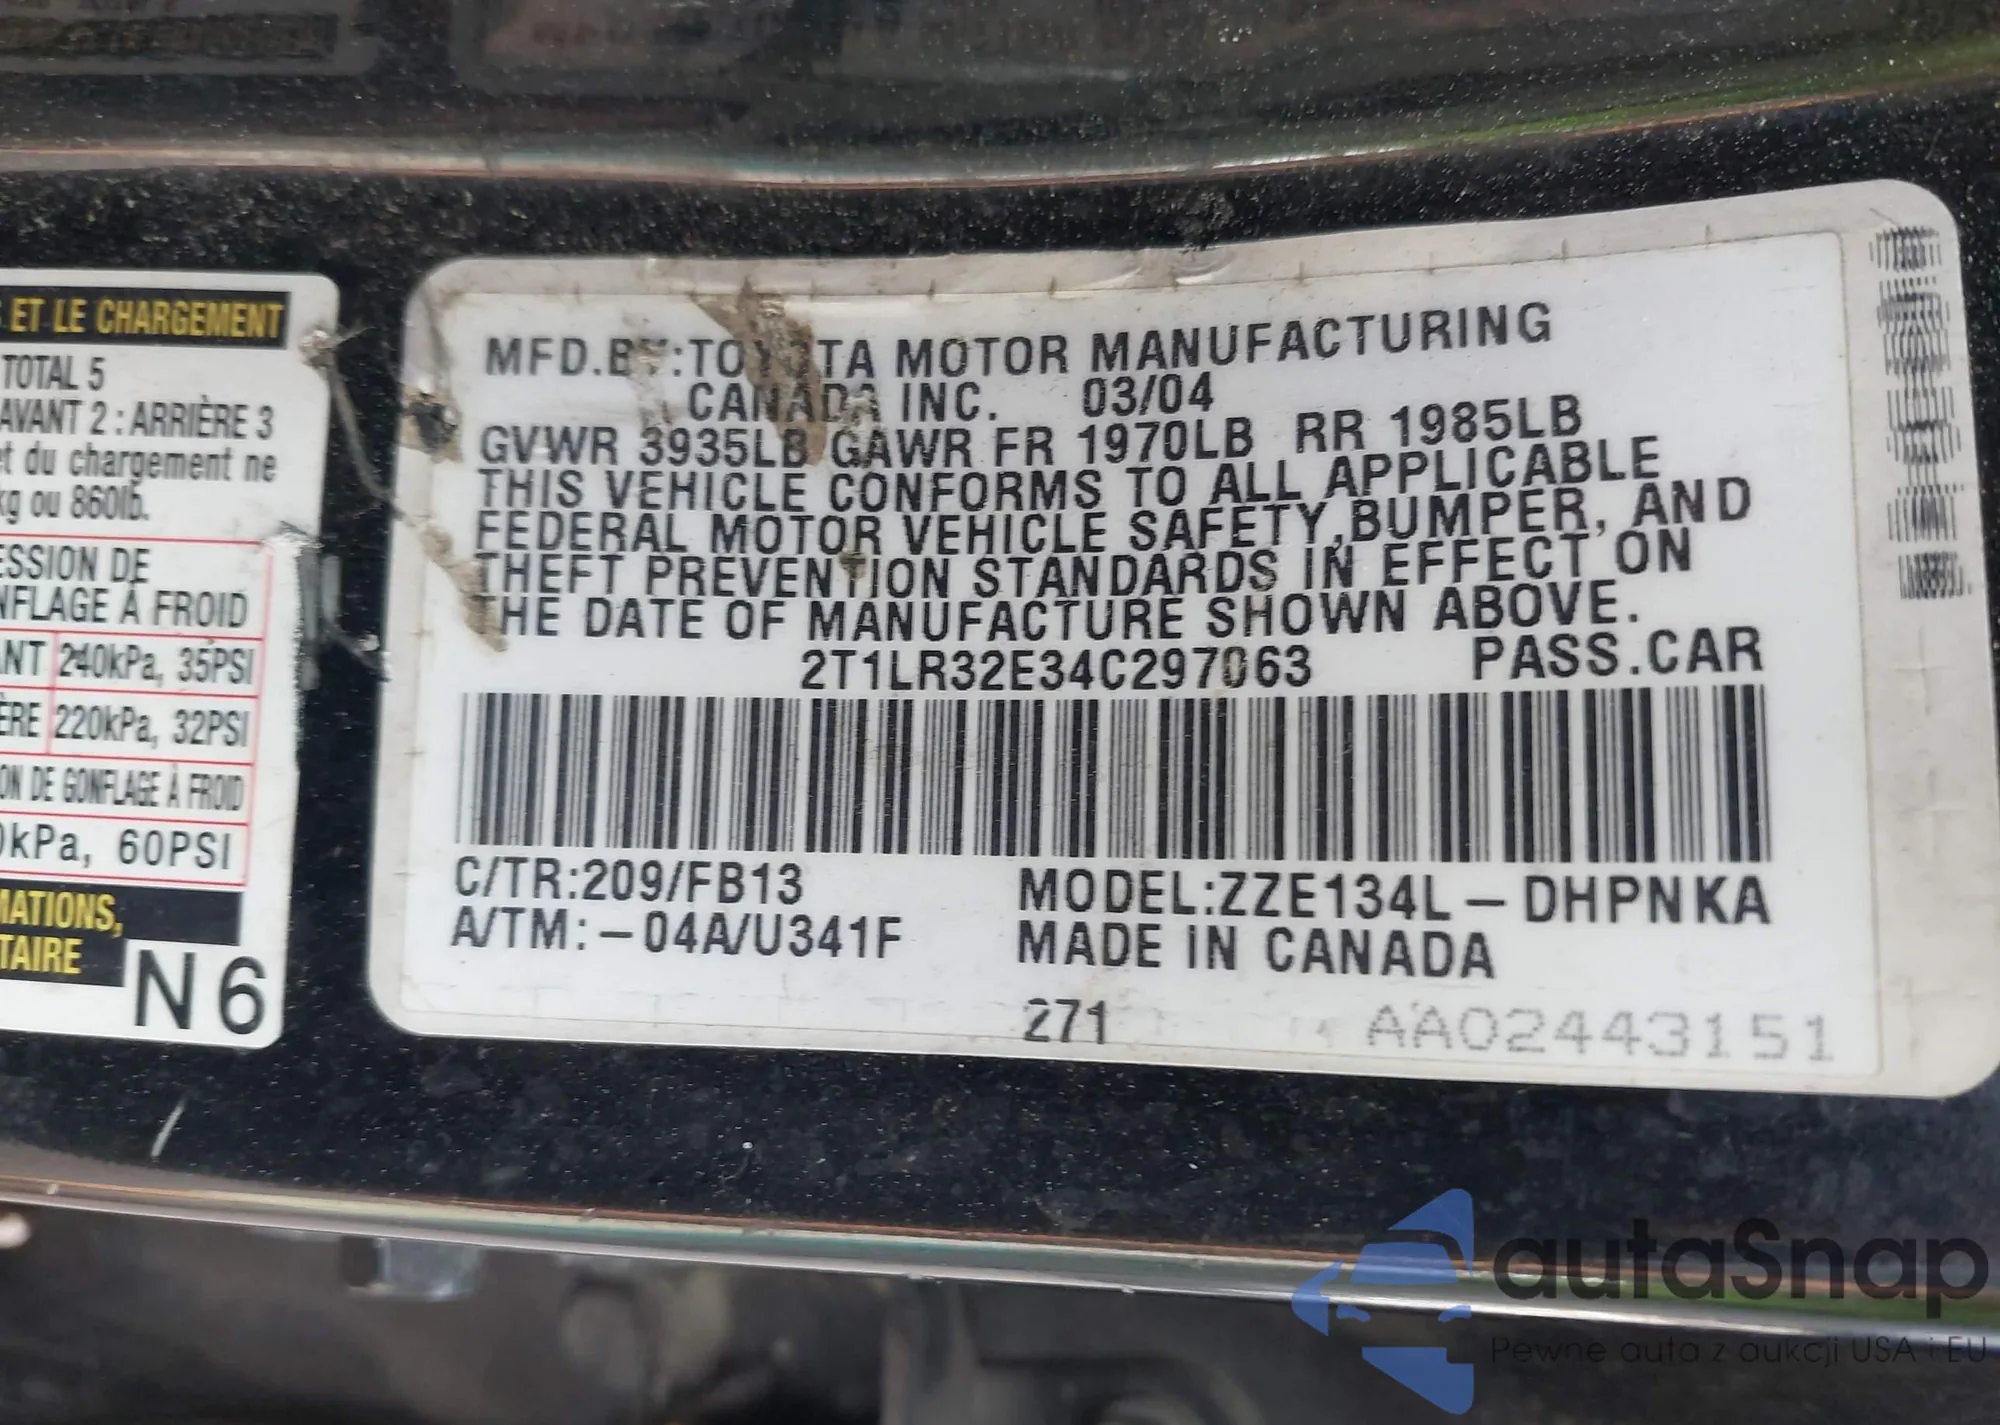 ET LE CHARGEMENT
TOTAL 5
AVANT 2 : ARRIÈRE 3
et du chargement ne
kg ou 860lb.
ESSION DE
NFLAGE À FROID
ANT 240kPa, 35PSI
ÈRE 220kPa, 32PSI
ON DE GONFLAGE À FROID
0kPa, 60PSI
MATIONS,
TAIRE
N 6
MFD.BY:TOYOTA MOTOR MANUFACTURING
CANADA INC. 03/04
GVWR 3935LB GAWR FR 1970LB RR 1985LB
THIS VEHICLE CONFORMS TO ALL APPLICABLE
FEDERAL MOTOR VEHICLE SAFETY,BUMPER, AND
THEFT PREVENTION STANDARDS IN EFFECT ON
THE DATE OF MANUFACTURE SHOWN ABOVE.
2T1LR32E34C297063 PASS.CAR
C/TR:209/FB13 MODEL:ZZE134L-DHPNKA
A/TM:-04A/U341F MADE IN CANADA
271 AA02443151
autaSnap
Pewne auta z aukcji USA i EU